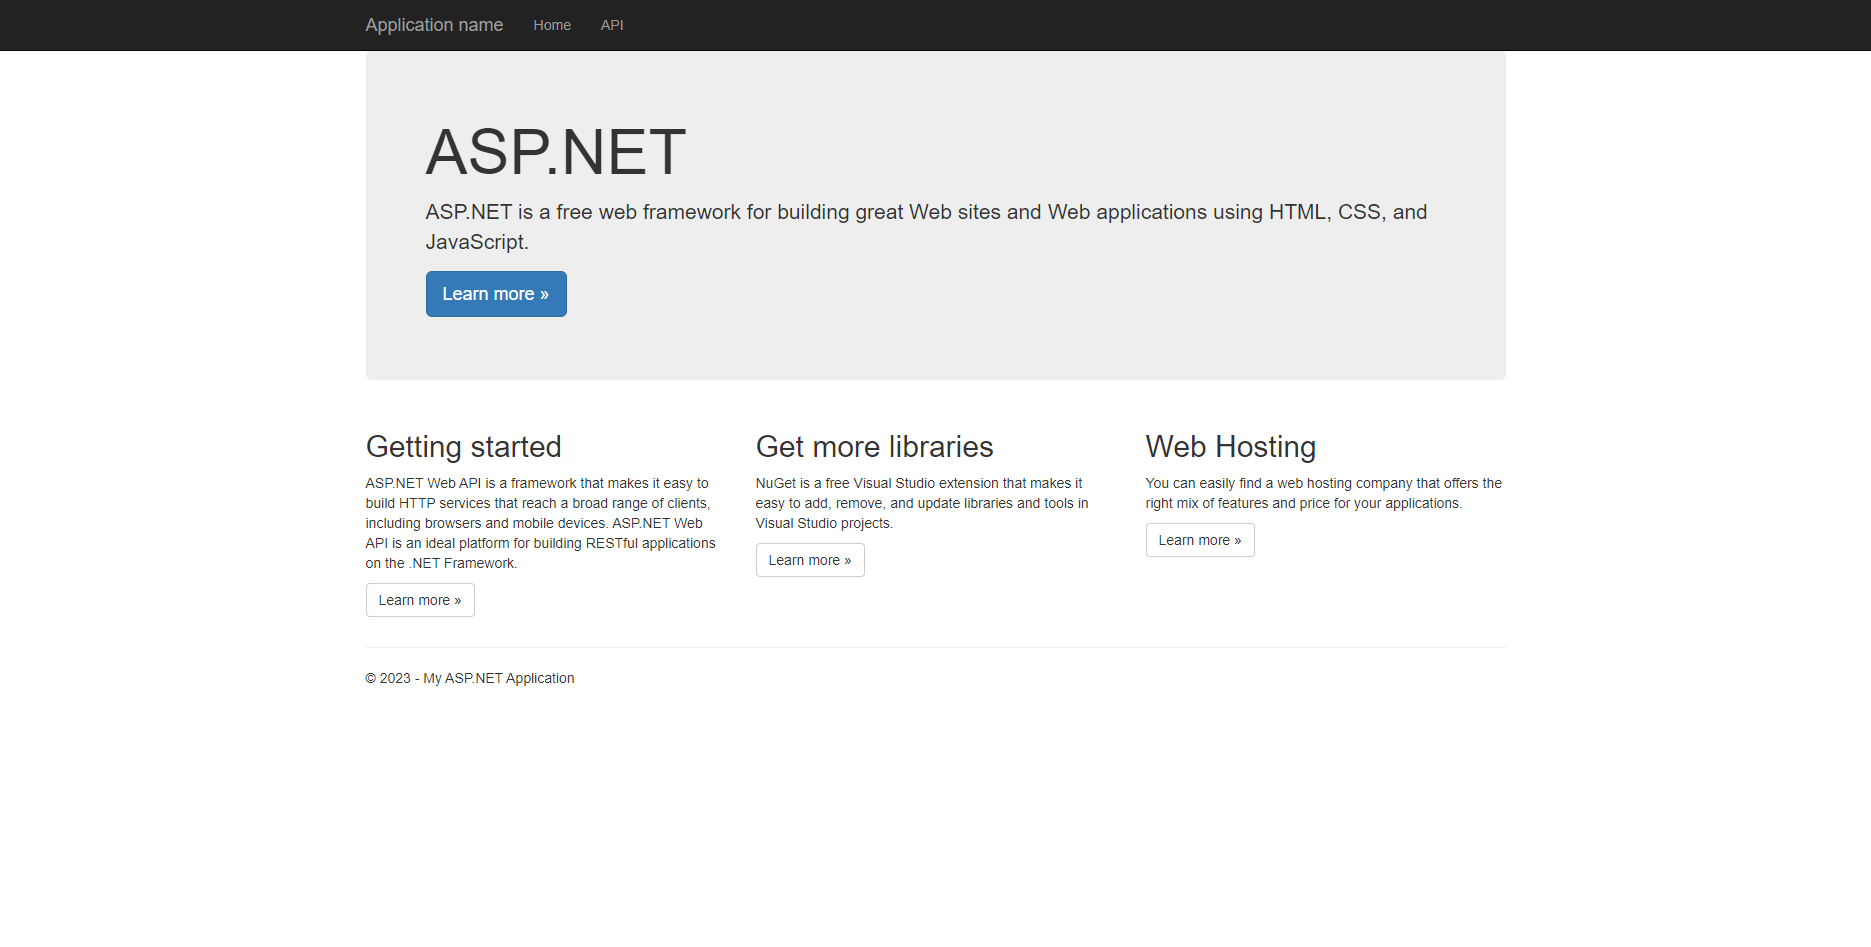 Application name Home API
ASP.NET
ASP.NET is a free web framework for building great Web sites and Web applications using HTML, CSS, and
JavaScript.
Learn more »
Getting started
ASP.NET Web API is a framework that makes it easy to
build HTTP services that reach a broad range of clients,
including browsers and mobile devices. ASP.NET Web
API is an ideal platform for building RESTful applications
on the .NET Framework.
Learn more »
Get more libraries
NuGet is a free Visual Studio extension that makes it
easy to add, remove, and update libraries and tools in
Visual Studio projects.
Learn more »
Web Hosting
You can easily find a web hosting company that offers the
right mix of features and price for your applications.
Learn more »
© 2023 - My ASP.NET Application